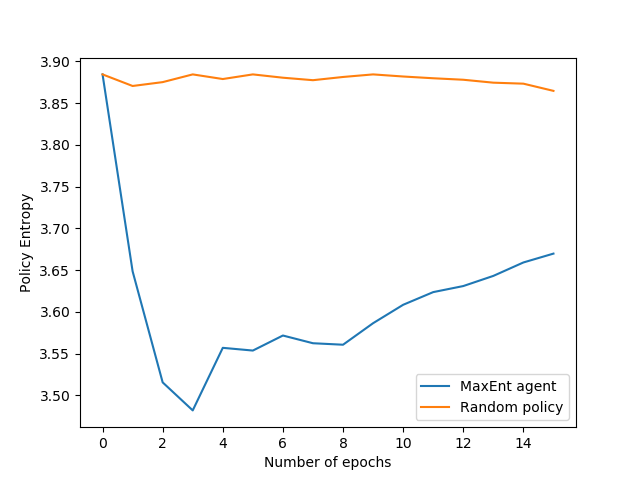 3.90
3.85
3.80
3.75
3.70
3.65
3.60
3.55
3.50
Policy Entropy
MaxEnt agent
Random policy
0 2 4 6 8 10 12 14
Number of epochs